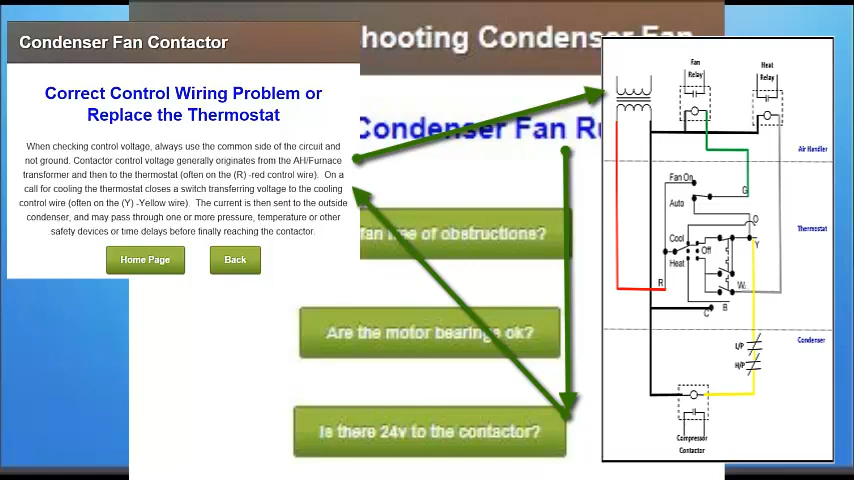 Condenser Fan Contactor
Correct Control Wiring Problem or
Replace the Thermostat
When checking control voltage, always use the common side of the circuit and
not ground. Contactor control voltage generally originates from the AH/Furnace
transformer and then to the thermostat (often on the (R) -red control wire). On a
call for cooling the thermostat closes a switch transferring voltage to the cooling
control wire (often on the (Y) -Yellow wire). The current is then sent to the outside
condenser, and may pass through one or more pressure, temperature or other
safety devices or time delays before finally reaching the contactor.
Home Page
Back
hooting Condenser Fan
Condenser Fan Ru
fan free of obstructions?
Are the motor bearings ok?
Is there 24v to the contactor?
Fan
Relay
Heat
Relay
Air Handler
Fan On
Auto
G
O
Thermostat
Cool
Off
Y
Heat
R
W
C
B
Condenser
L/P
H/P
Compressor
Contactor